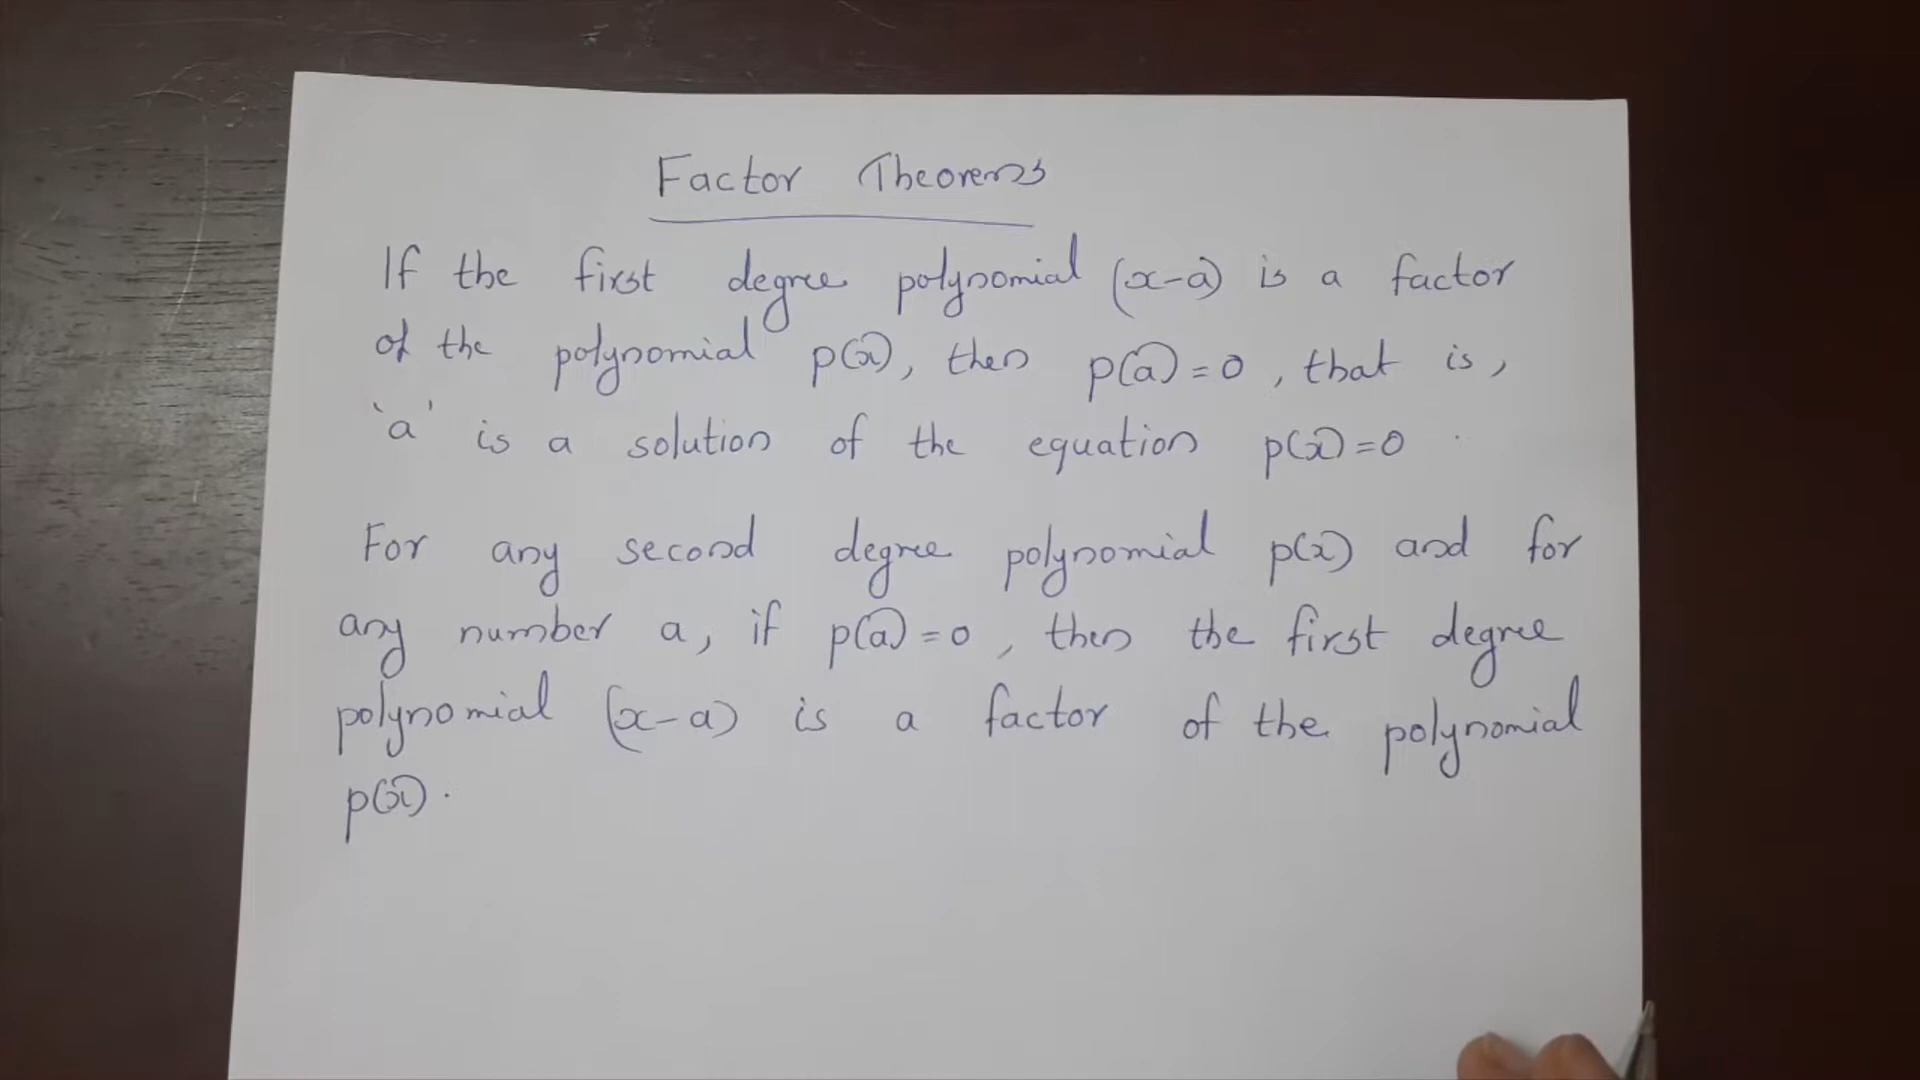 Factor Theorem
If the first degree polynomial (x-a) is a factor
of the polynomial p(x), then p(a)=0, that is,
'a' is a solution of the equation p(x)=0
For any second degree polynomial p(x) and for
any number a, if p(a)=0, then the first degree
polynomial (x-a) is a factor of the polynomial
p(x).